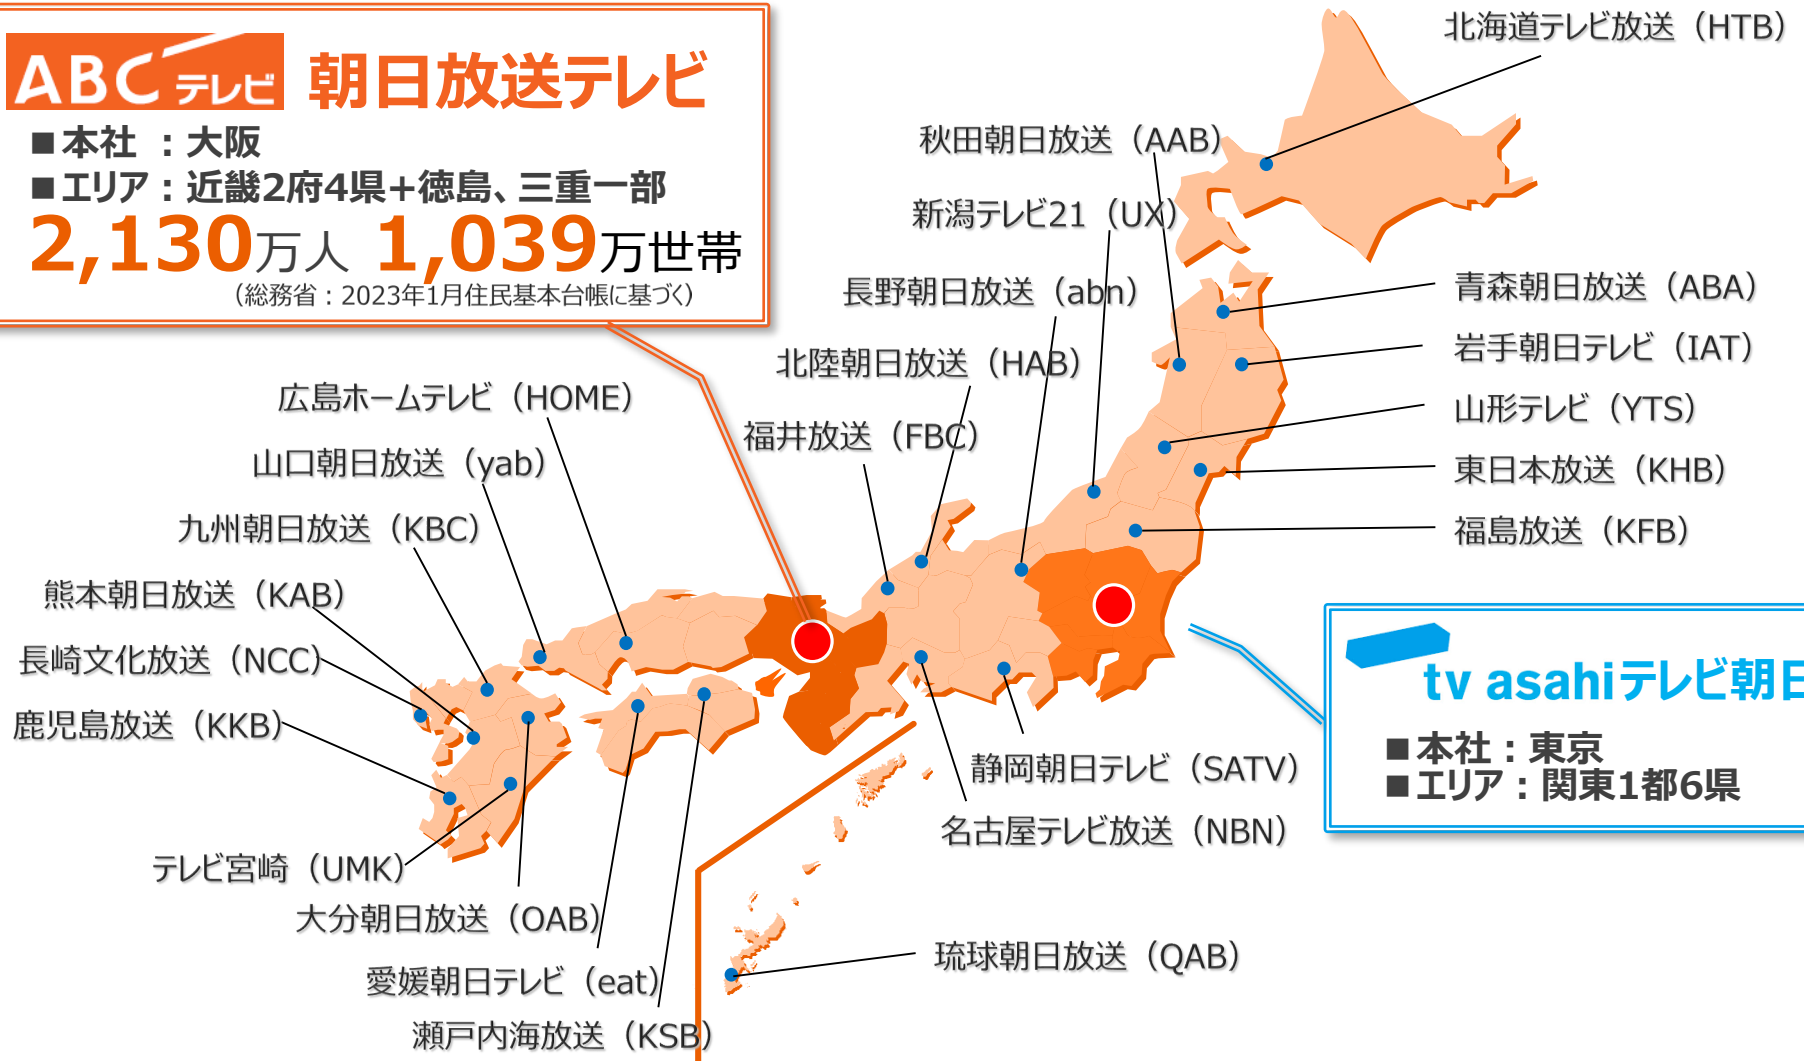 ABCテレビ 朝日放送テレビ
■本社 :大阪
■エリア:近畿2府4県+徳島、三重一部
2,130万人 1,039万世帯
(総務省:2023年1月住民基本台帳に基づく)
北海道テレビ放送(HTB)
秋田朝日放送(AAB)
新潟テレビ21(UX)
長野朝日放送(abn)
北陸朝日放送(HAB)
福井放送(FBC)
青森朝日放送(ABA)
岩手朝日テレビ(IAT)
山形テレビ(YTS)
東日本放送(KHB)
福島放送(KFB)
広島ホームテレビ(HOME)
山口朝日放送(yab)
九州朝日放送(KBC)
熊本朝日放送(KAB)
長崎文化放送(NCC)
鹿児島放送(KKB)
テレビ宮崎(UMK)
大分朝日放送(OAB)
愛媛朝日テレビ(eat)
瀬戸内海放送(KSB)
tv asahiテレビ朝日
■本社:東京
■エリア:関東1都6県
静岡朝日テレビ(SATV)
名古屋テレビ放送(NBN)
琉球朝日放送(QAB)